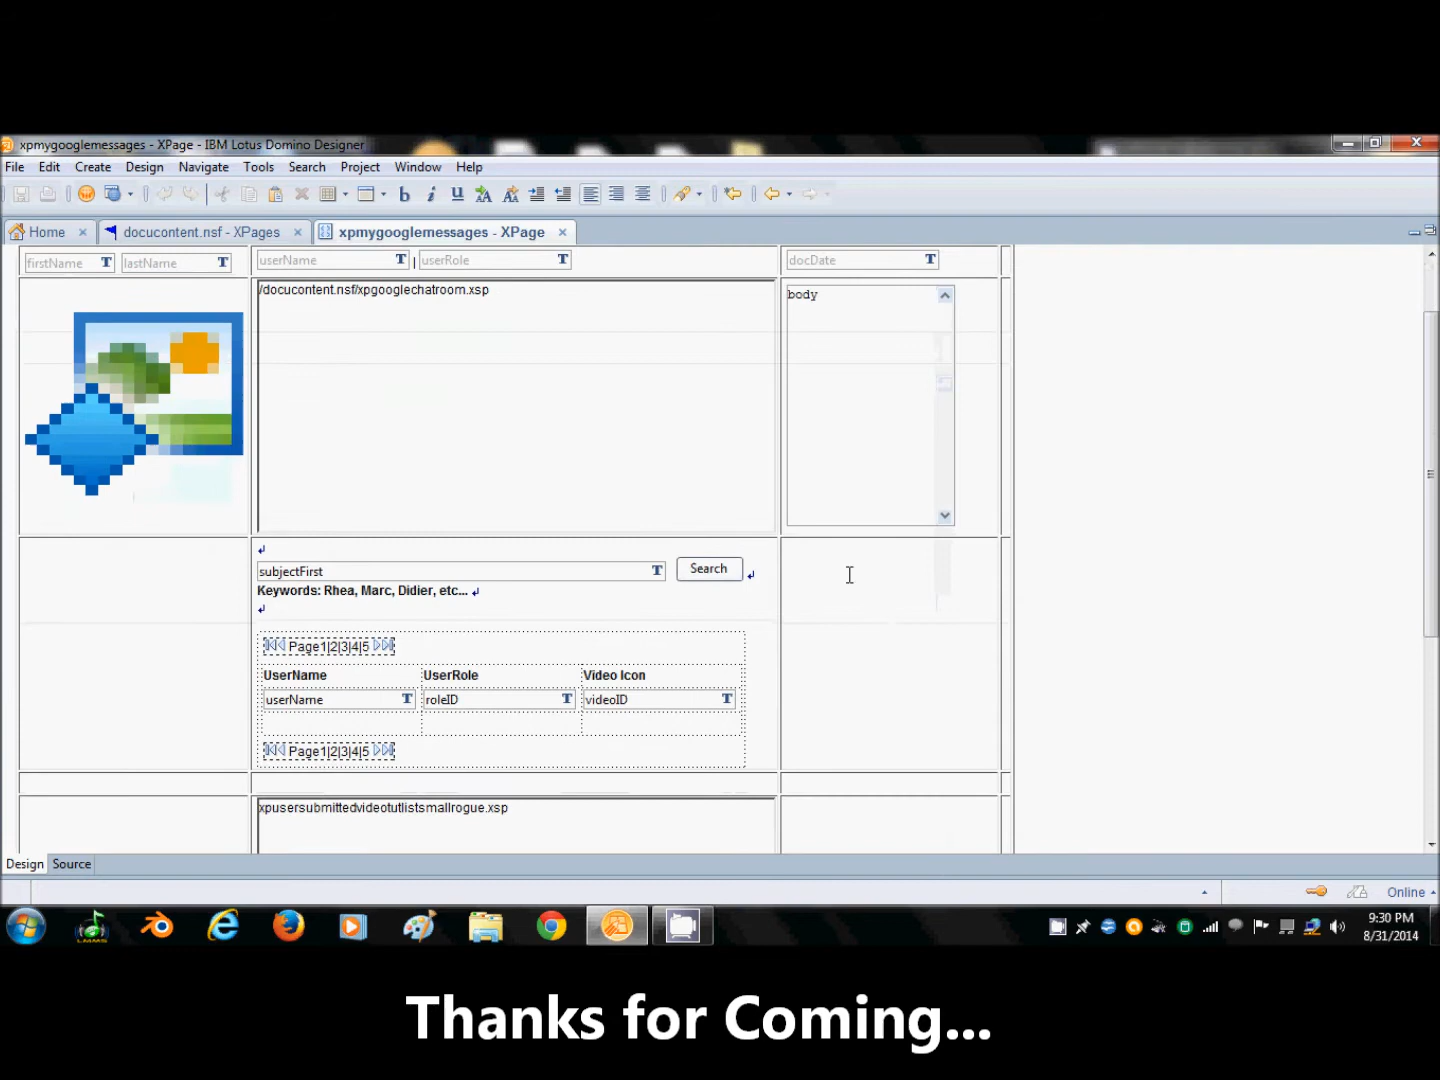 xpmygooglemessages - XPage - IBM Lotus Domino Designer
File Edit Create Design Navigate Tools Search Project Window Help
b i u A A
Home docucontent.nsf - XPages xpmygooglemessages - XPage
firstName T lastName T userName T | userRole T docDate T
/docucontent.nsf/xpgooglechatroom.xsp
body
subjectFirst T Search
Keywords: Rhea, Marc, Didier, etc...
Page1|2|3|4|5
UserName UserRole Video Icon
userName T roleID T videoID T
Page1|2|3|4|5
xpusersubmittedvideotutlistsmallrogue.xsp
Design Source
Online
LMMS
9:30 PM
8/31/2014
Thanks for Coming...